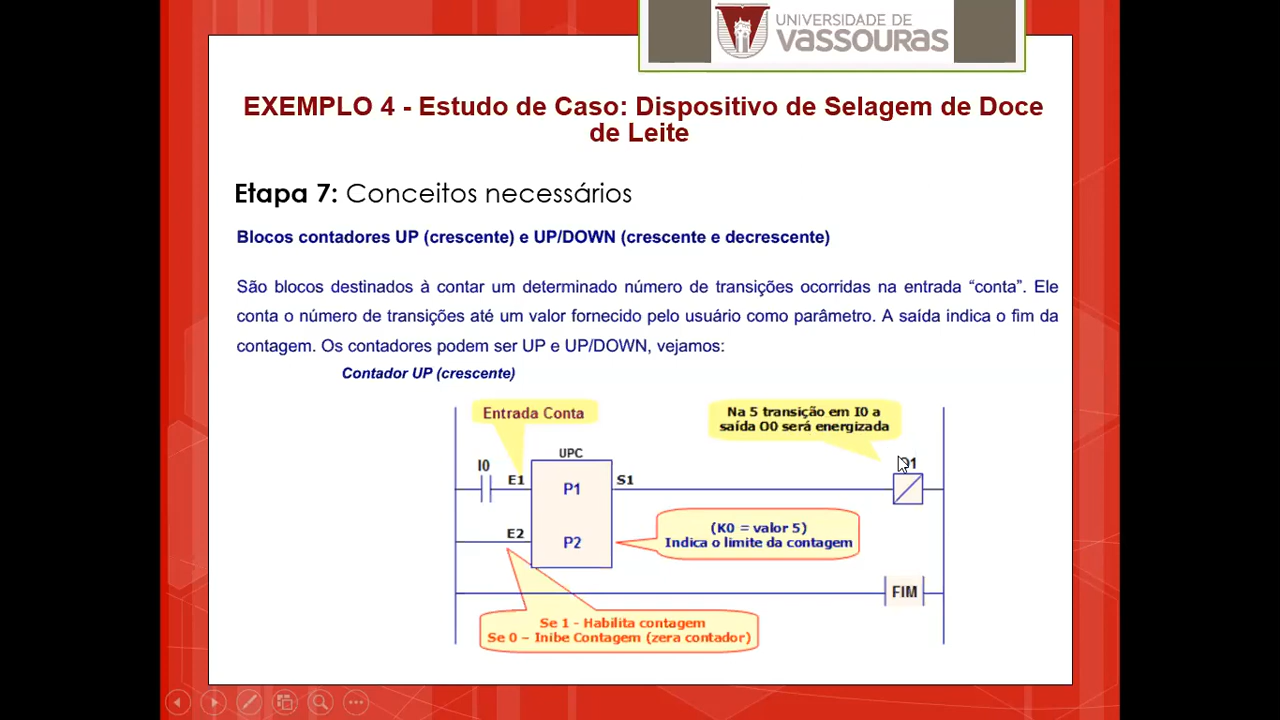 UNIVERSIDADE DE
VASSOURAS
EXEMPLO 4 - Estudo de Caso: Dispositivo de Selagem de Doce
de Leite
Etapa 7: Conceitos necessários
Blocos contadores UP (crescente) e UP/DOWN (crescente e decrescente)
São blocos destinados à contar um determinado número de transições ocorridas na entrada “conta”. Ele
conta o número de transições até um valor fornecido pelo usuário como parâmetro. A saída indica o fim da
contagem. Os contadores podem ser UP e UP/DOWN, vejamos:
Contador UP (crescente)
Entrada Conta
Na 5 transição em I0 a
saída O0 será energizada
UPC
I0
E1
P1
S1
E2
P2
(K0 = valor 5)
Indica o limite da contagem
FIM
Se 1 - Habilita contagem
Se 0 – Inibe Contagem (zera contador)